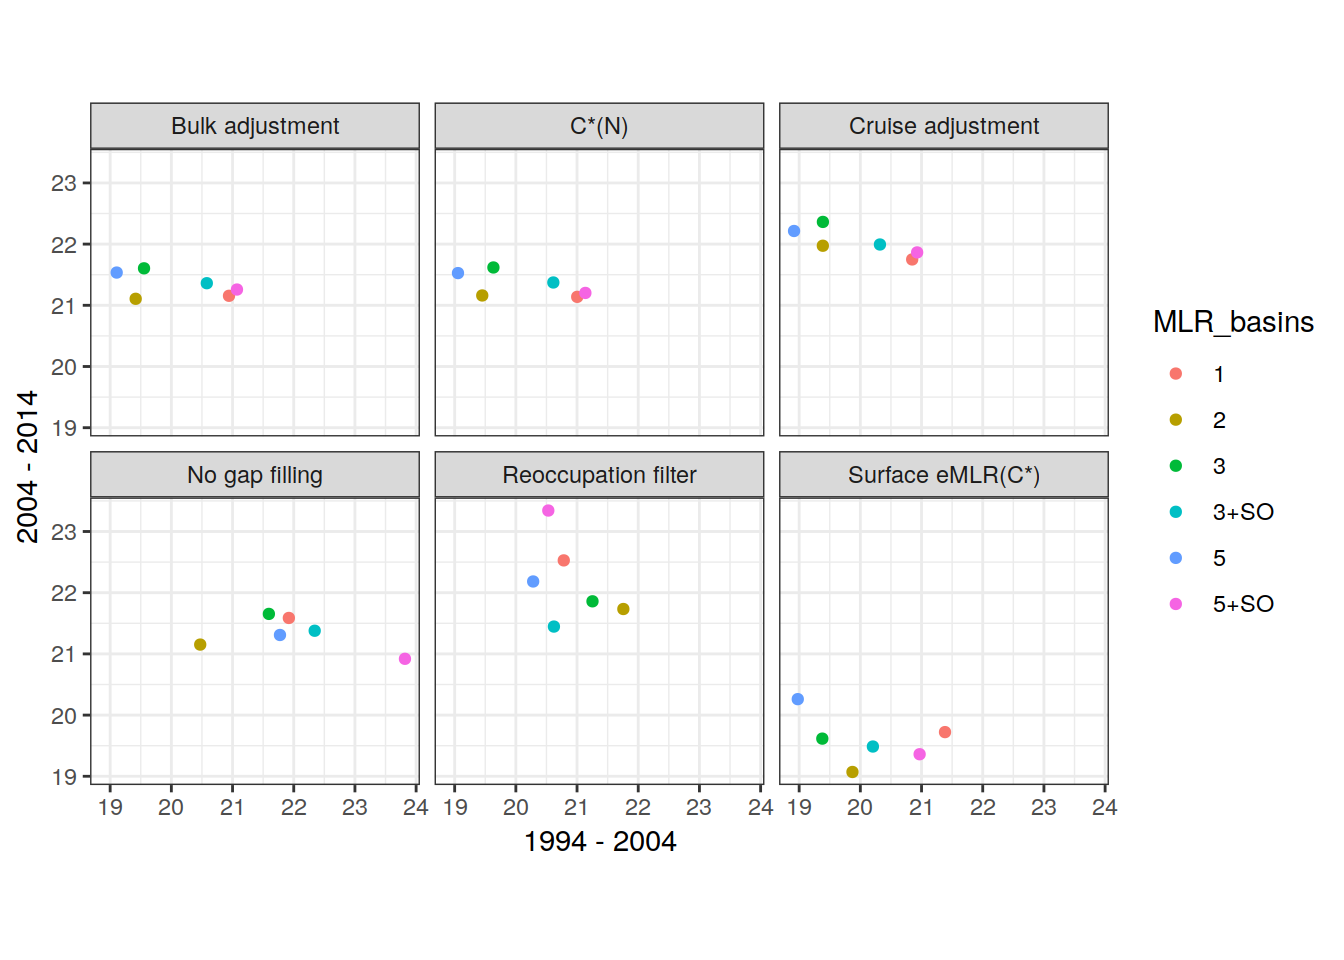 Bulk adjustment
C*(N)
Cruise adjustment
23
22
21
20
19
No gap filling
Reoccupation filter
Surface eMLR(C*)
23
22
21
20
19
19 20 21 22 23 24
19 20 21 22 23 24
19 20 21 22 23 24
1994 - 2004
2004 - 2014
MLR_basins
1
2
3
3+SO
5
5+SO